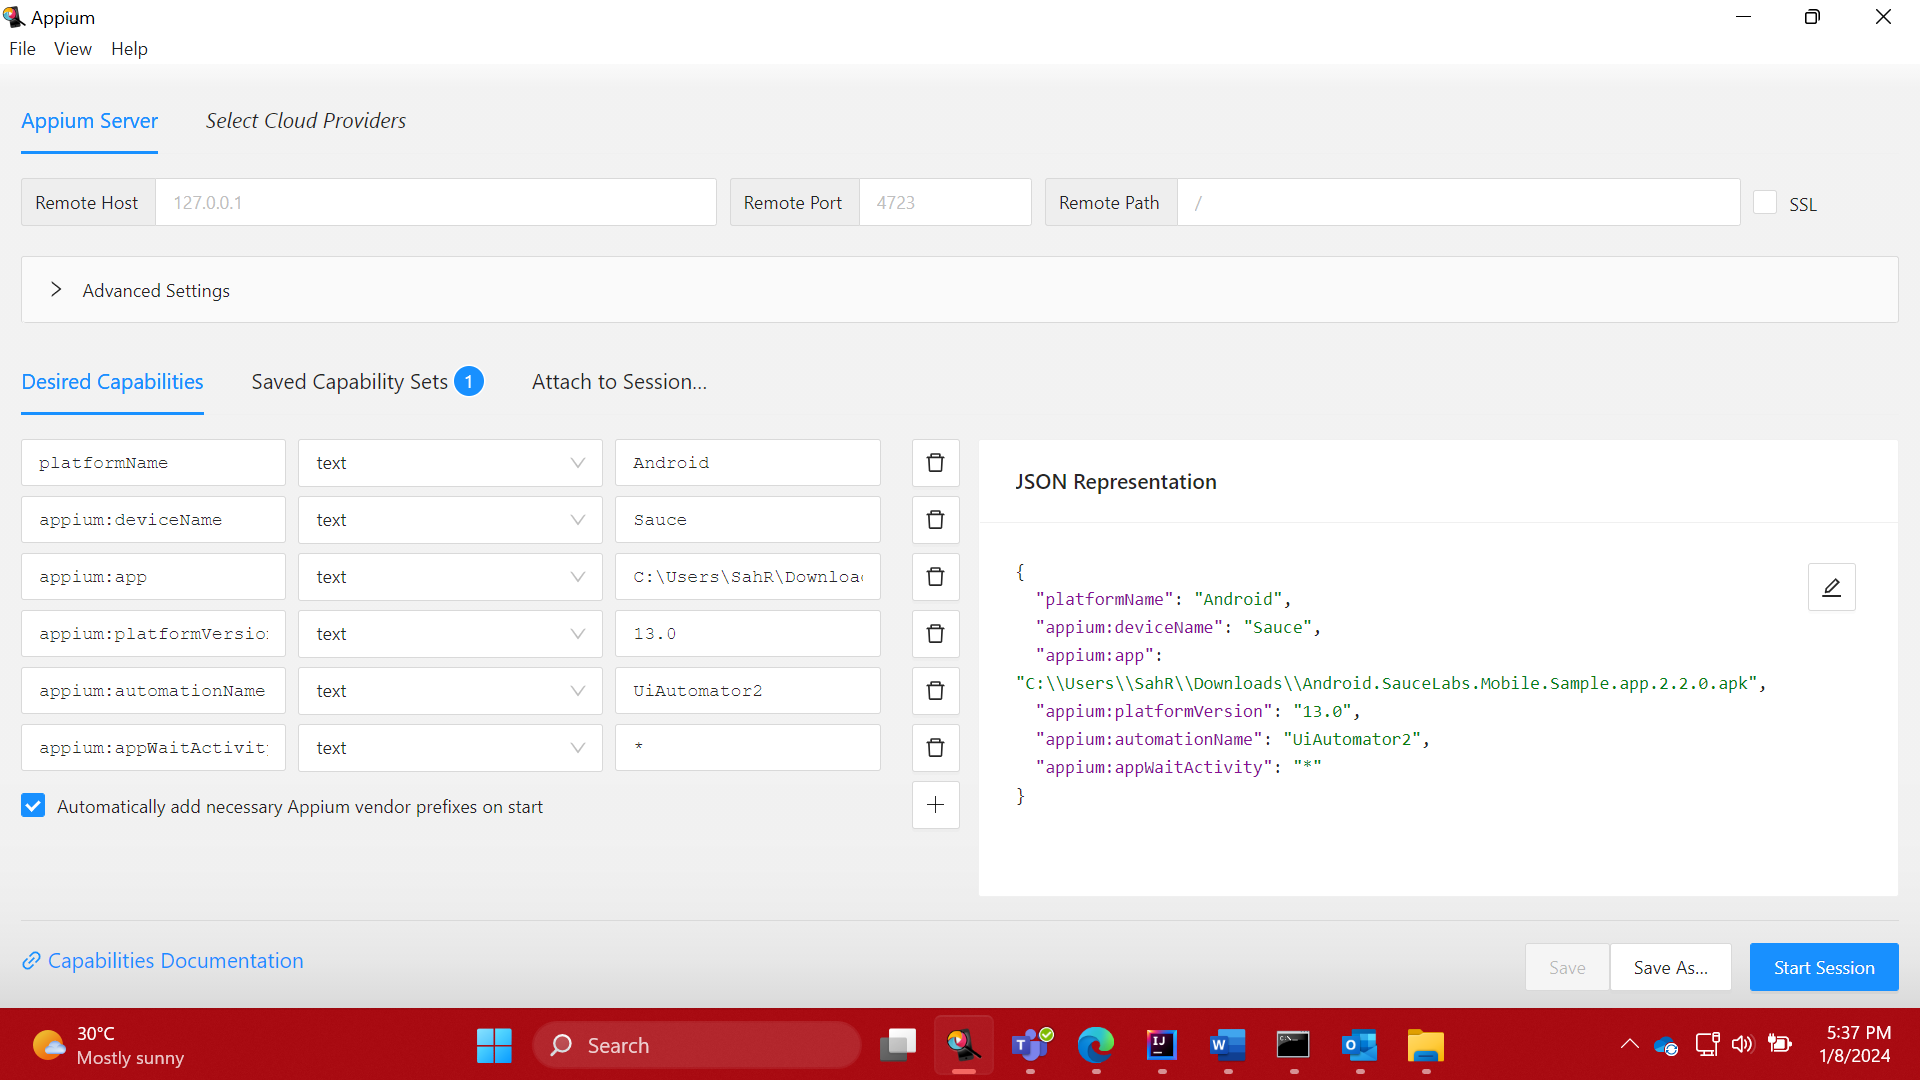 Appium
File View Help
Appium Server Select Cloud Providers
Remote Host 127.0.0.1 Remote Port 4723 Remote Path / SSL
Advanced Settings
Desired Capabilities Saved Capability Sets 1 Attach to Session...
platformName text Android
appium:deviceName text Sauce
appium:app text C:\Users\SahR\Downloa
appium:platformVersio text 13.0
appium:automationName text UiAutomator2
appium:appWaitActivit text *
Automatically add necessary Appium vendor prefixes on start
JSON Representation
{
"platformName": "Android",
"appium:deviceName": "Sauce",
"appium:app":
"C:\\Users\\SahR\\Downloads\\Android.SauceLabs.Mobile.Sample.app.2.2.0.apk",
"appium:platformVersion": "13.0",
"appium:automationName": "UiAutomator2",
"appium:appWaitActivity": "*"
}
Capabilities Documentation
Save Save As... Start Session
30°C
Mostly sunny
Search
5:37 PM
1/8/2024